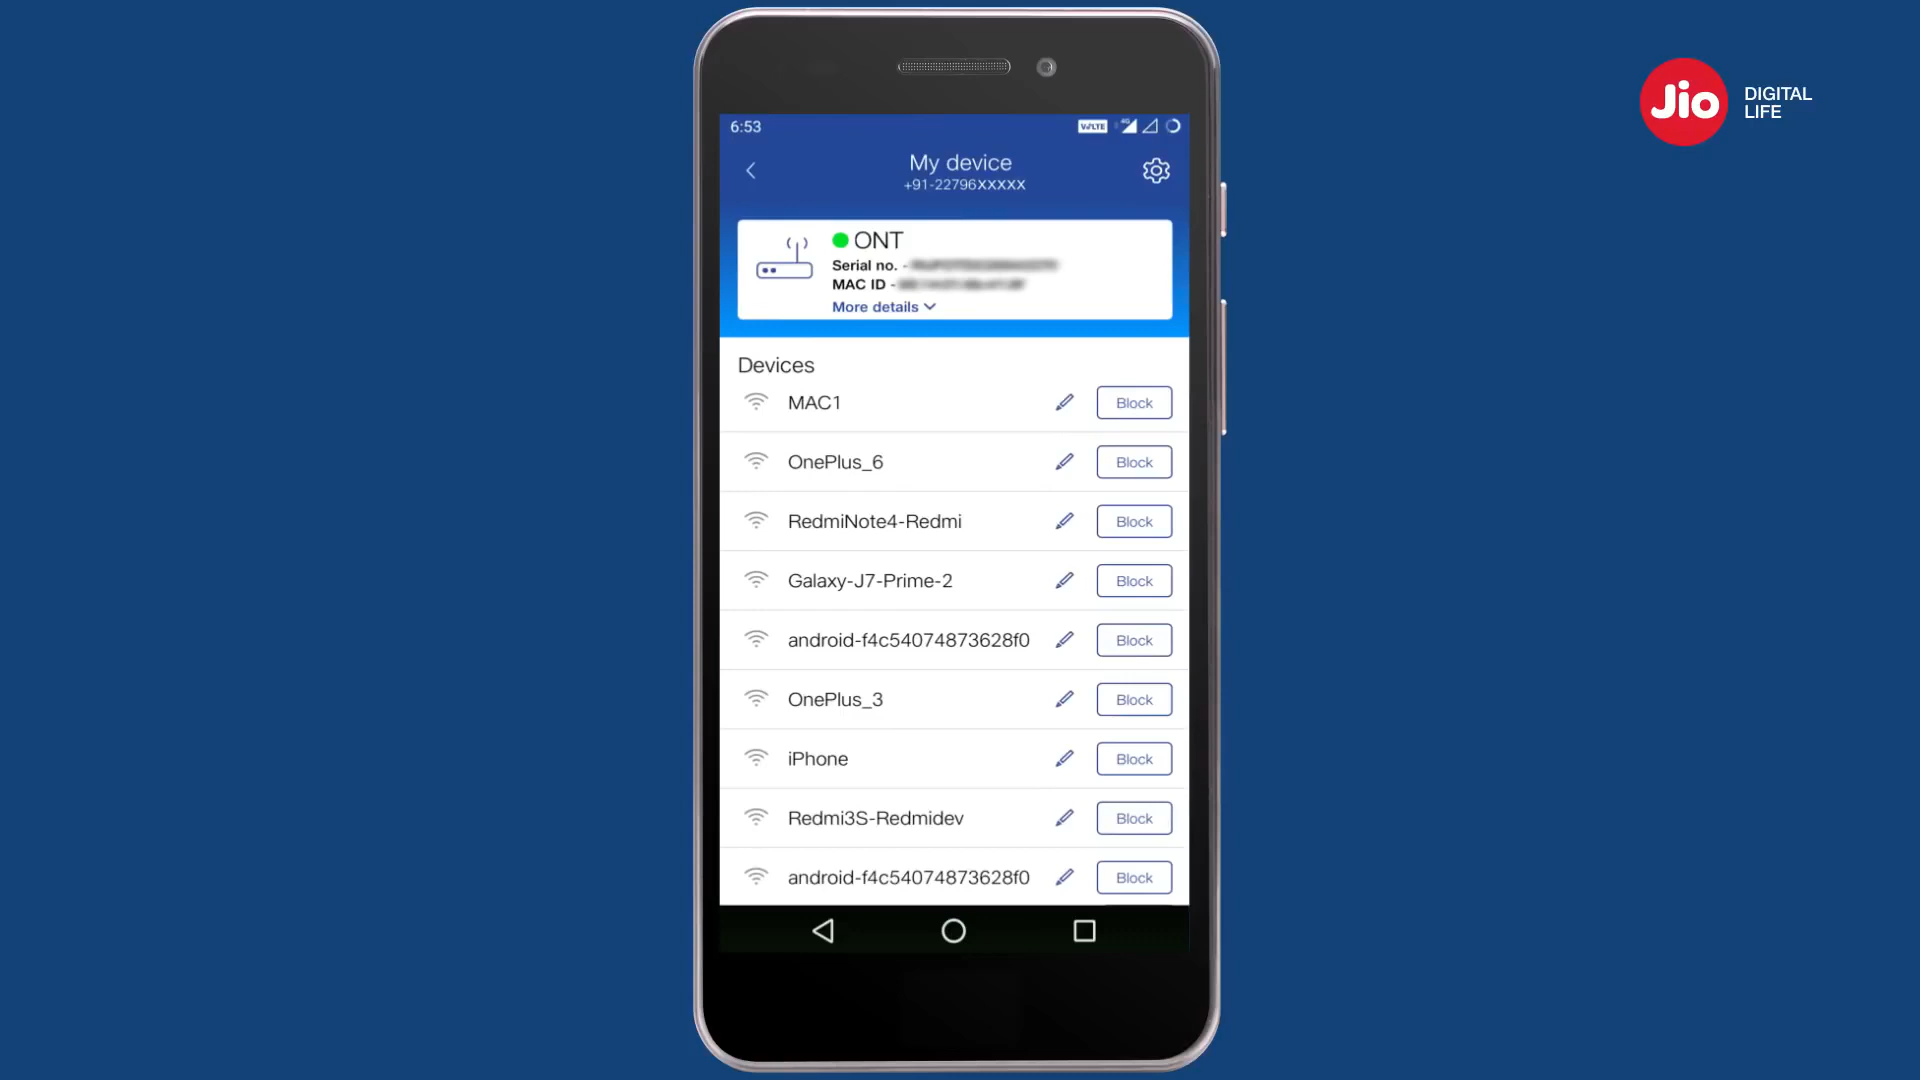 Jio DIGITAL
LIFE
6:53
VoLTE 4G
My device
+91-22796XXXXX
ONT
Serial no. -
MAC ID -
More details
Devices
MAC1 Block
OnePlus_6 Block
RedmiNote4-Redmi Block
Galaxy-J7-Prime-2 Block
android-f4c54074873628f0 Block
OnePlus_3 Block
iPhone Block
Redmi3S-Redmidev Block
android-f4c54074873628f0 Block